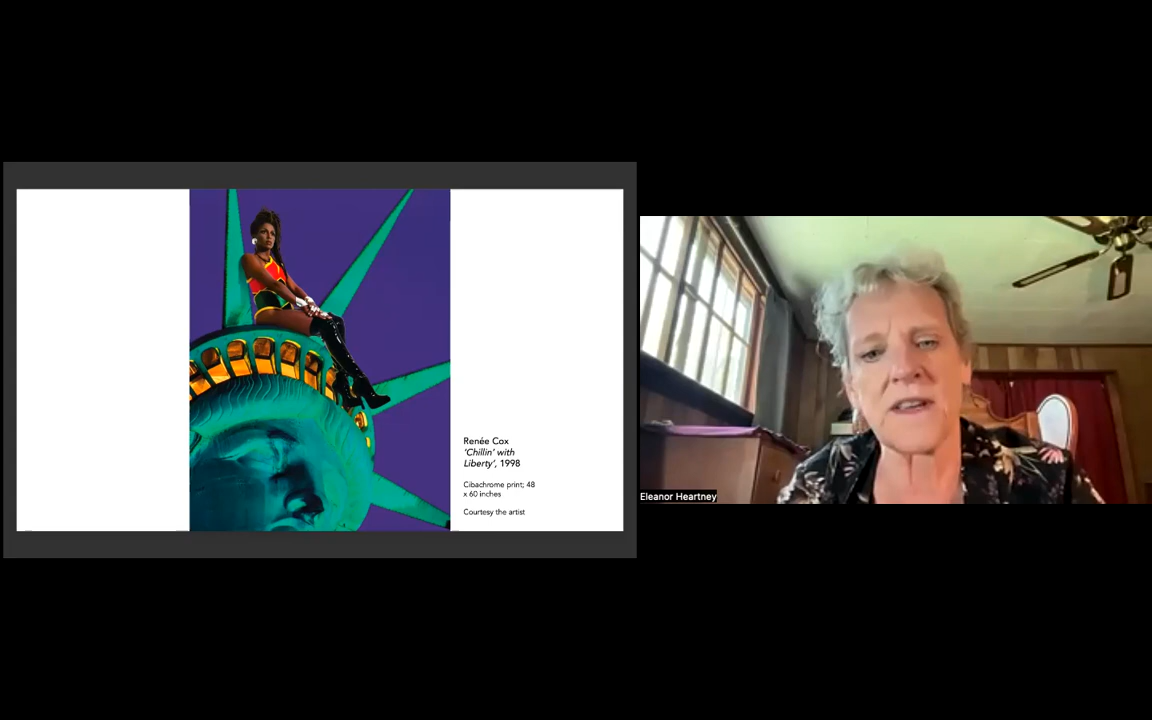 Renée Cox
'Chillin' with
Liberty', 1998
Cibachrome print; 48
x 60 inches
Courtesy the artist
Eleanor Heartney